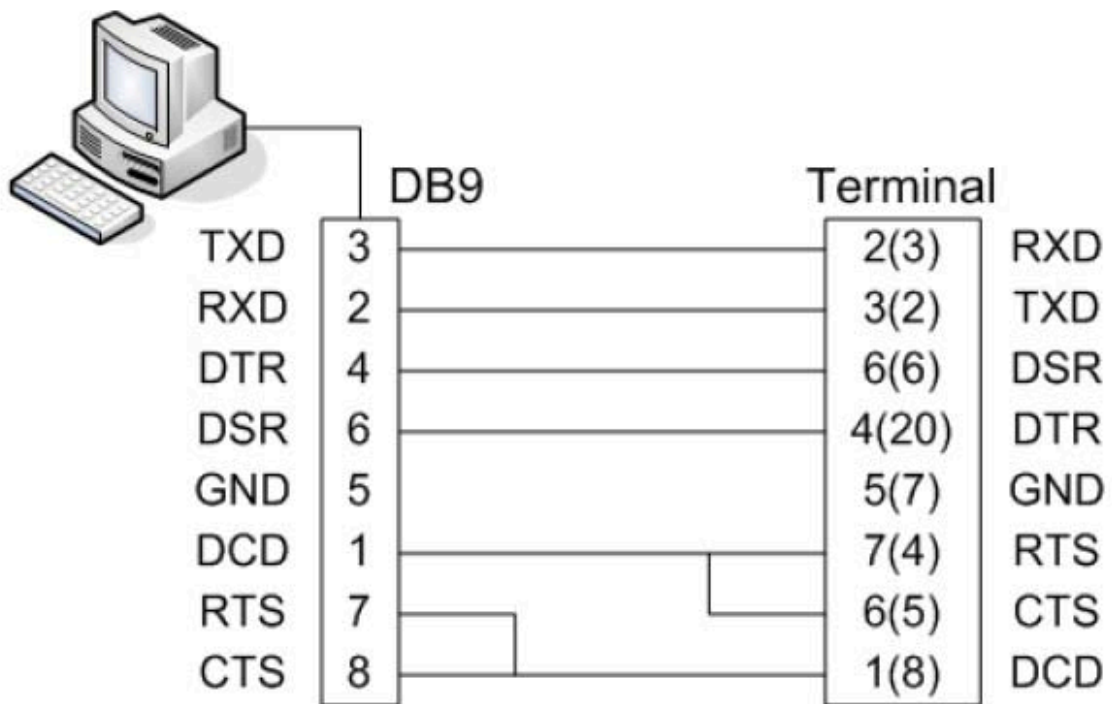 DB9 Terminal
TXD 3 2(3) RXD
RXD 2 3(2) TXD
DTR 4 6(6) DSR
DSR 6 4(20) DTR
GND 5 5(7) GND
DCD 1 7(4) RTS
RTS 7 6(5) CTS
CTS 8 1(8) DCD